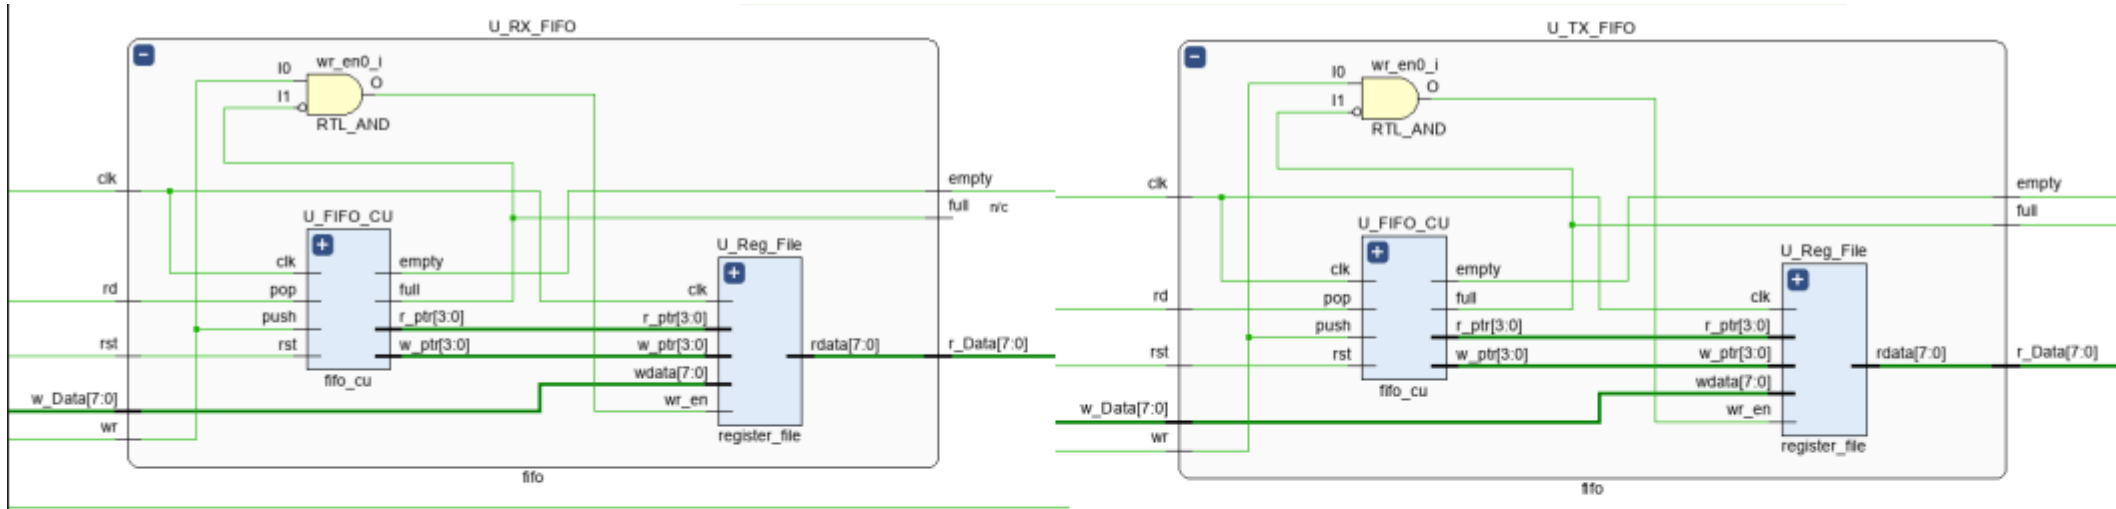 U_RX_FIFO
wr_en0_i
I0
O
I1
RTL_AND
clk
empty
full n/c
U_FIFO_CU
U_Reg_File
clk
empty
rd
pop
full
clk
push
r_ptr[3:0]
r_ptr[3:0]
rst
rst
w_ptr[3:0]
w_ptr[3:0]
rdata[7:0]
r_Data[7:0]
fifo_cu
wdata[7:0]
w_Data[7:0]
wr_en
wr
register_file
fifo
U_TX_FIFO
wr_en0_i
I0
O
I1
RTL_AND
clk
empty
full
U_FIFO_CU
U_Reg_File
clk
empty
rd
pop
full
clk
push
r_ptr[3:0]
r_ptr[3:0]
rst
rst
w_ptr[3:0]
w_ptr[3:0]
rdata[7:0]
r_Data[7:0]
fifo_cu
wdata[7:0]
w_Data[7:0]
wr_en
wr
register_file
fifo